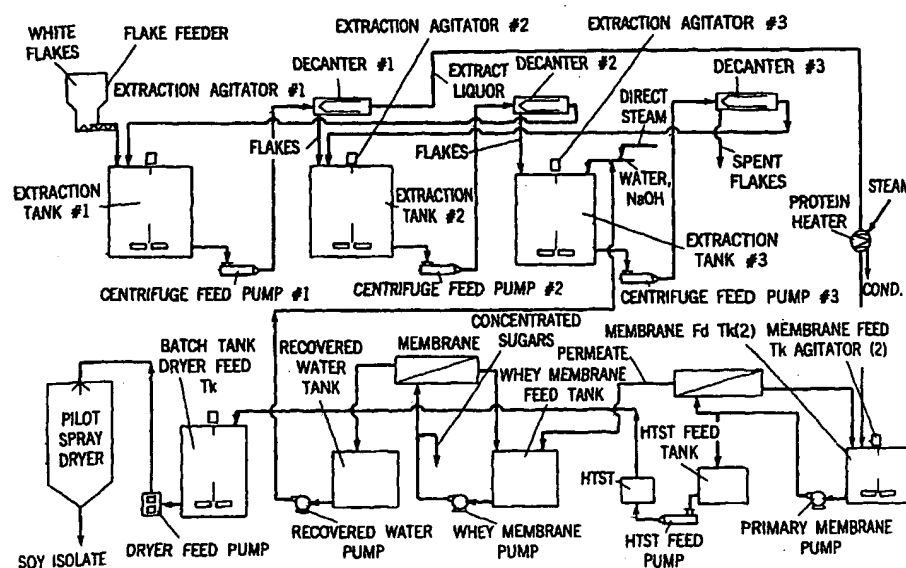 WHITE
FLAKES
FLAKE FEEDER
EXTRACTION AGITATOR #1
EXTRACTION AGITATOR #2
EXTRACTION AGITATOR #3
DECANTER #1
EXTRACT
LIQUOR
DECANTER #2
DECANTER #3
DIRECT
STEAM
FLAKES
FLAKES
WATER,
NaOH
SPENT
FLAKES
EXTRACTION
TANK #1
EXTRACTION
TANK #2
EXTRACTION
TANK #3
PROTEIN
HEATER
STEAM
COND.
CENTRIFUGE FEED PUMP #1
CENTRIFUGE FEED PUMP #2
CENTRIFUGE FEED PUMP #3
BATCH TANK
DRYER FEED
Tk
RECOVERED
WATER
TANK
MEMBRANE
CONCENTRATED
SUGARS
PERMEATE
WHEY MEMBRANE
FEED TANK
MEMBRANE Fd Tk(2)
MEMBRANE FEED
Tk AGITATOR (2)
PILOT
SPRAY
DRYER
HTST
HTST FEED
TANK
SOY ISOLATE
DRYER FEED PUMP
RECOVERED WATER
PUMP
WHEY MEMBRANE
PUMP
HTST FEED
PUMP
PRIMARY MEMBRANE
PUMP